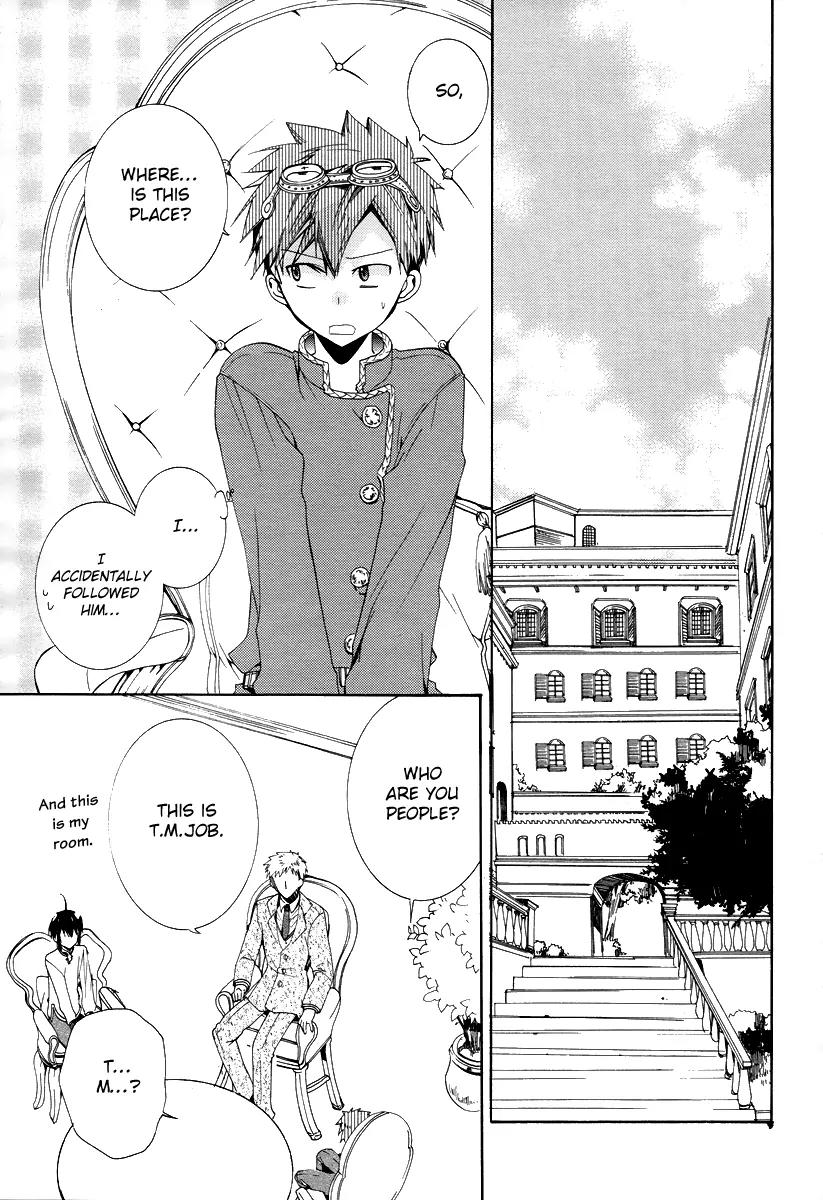 SO,
WHERE...
IS THIS
PLACE?
I...
I
ACCIDENTALLY
FOLLOWED
HIM...
WHO
ARE YOU
PEOPLE?
THIS IS
T.M.JOB.
And this
is my
room.
T...
M...?